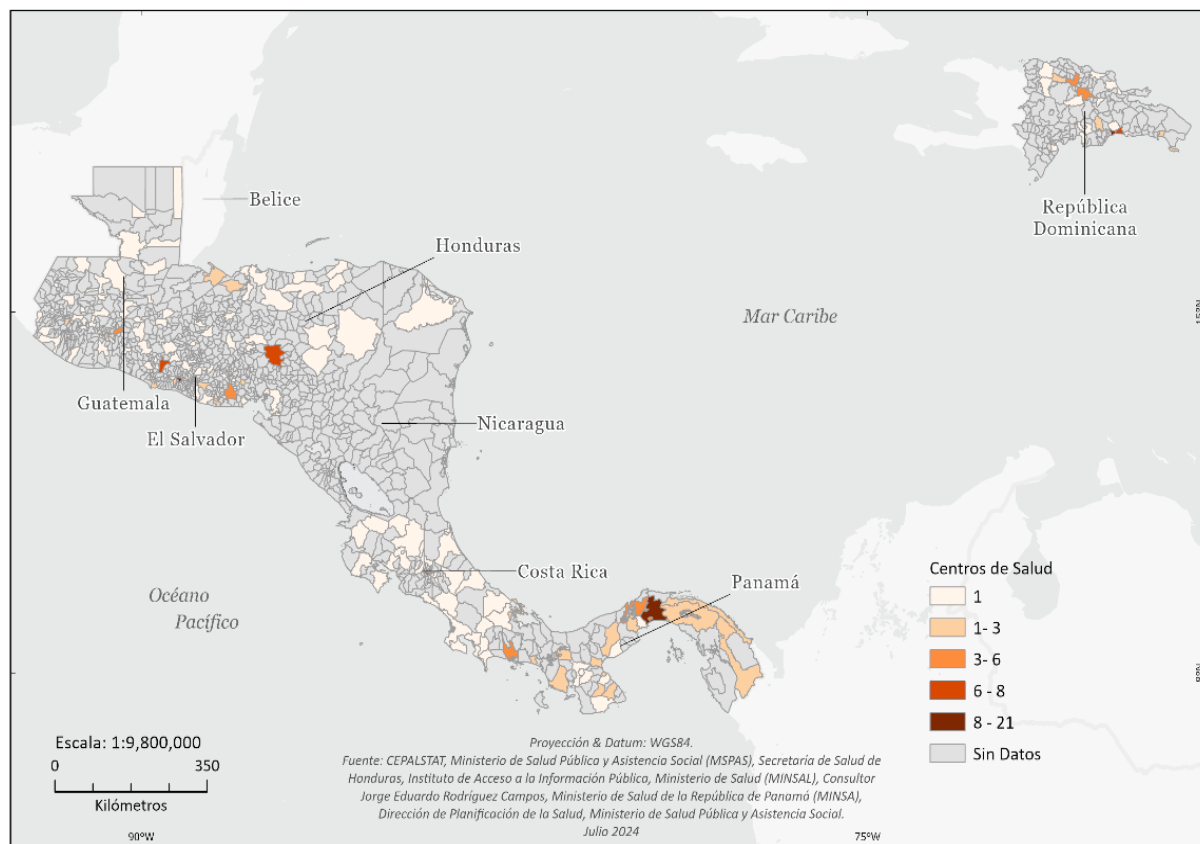 Belice
Honduras
República
Dominicana
Mar Caribe
15°N
Guatemala
El Salvador
Nicaragua
Costa Rica
Panamá
Océano
Pacífico
Centros de Salud
1
1- 3
3- 6
6 - 8
8 - 21
Sin Datos
8°N
Escala: 1:9,800,000
0 350
Kilómetros
Proyección & Datum: WGS84.
Fuente: CEPALSTAT, Ministerio de Salud Pública y Asistencia Social (MSPAS), Secretaría de Salud de
Honduras, Instituto de Acceso a la Información Público, Ministerio de Salud (MINSAL), Consultor
Jorge Eduardo Rodríguez Campos, Ministerio de Salud de la República de Panamá (MINSA),
Dirección de Planificación de la Salud, Ministerio de Salud Pública y Asistencia Social.
Julio 2024
90°W
75°W